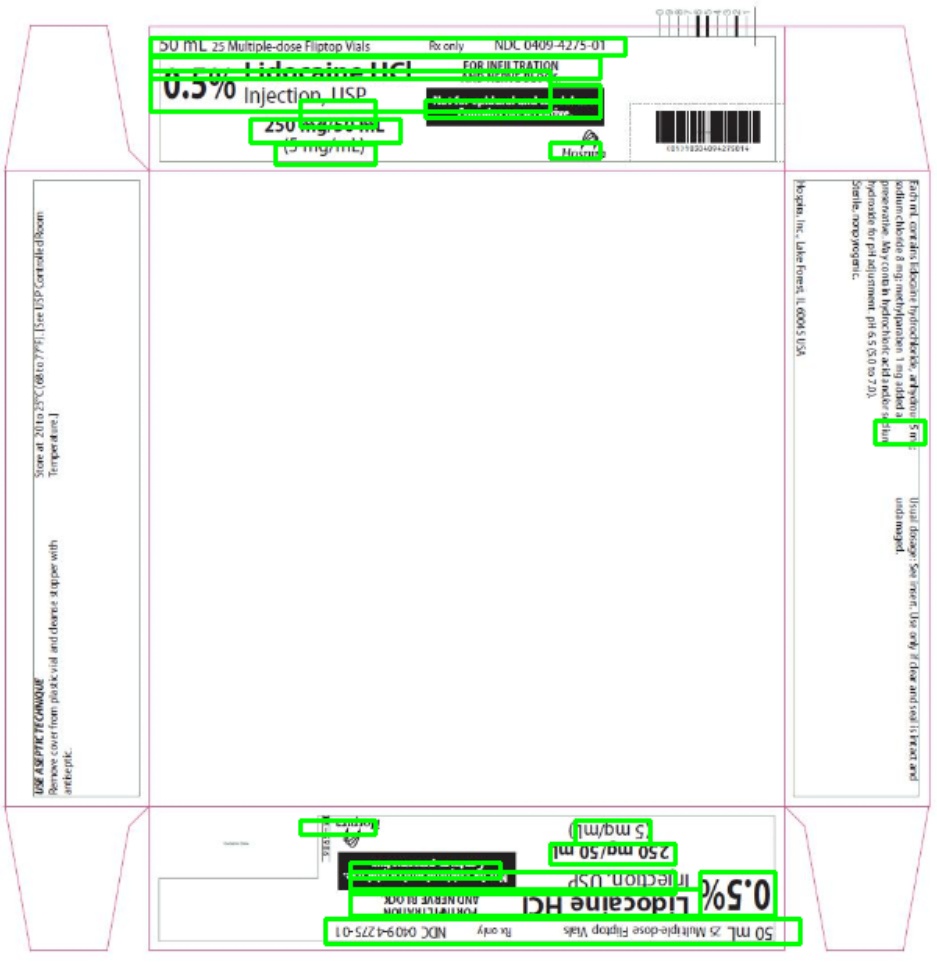 50 mL 25 Multiple-dose Fliptop Vials Rx only NDC 0409-4275-01
0.5% Lidocaine HCl
Injection, USP
250 mg/50 mL
(5 mg/mL)
FOR INFILTRATION
AND NERVE BLOCK
Not for epidural and
Hospira
(01)10304094275014
Store at 20 to 25°C (68 to 77°F). [See USP Controlled Room
Temperature.]
USE ASEPTIC TECHNIQUE
Remove cover from plastic vial and cleanse stopper with
antiseptic.
Each mL contains lidocaine hydrochloride, anhydrous 5 mg;
sodium chloride 8 mg; methylparaben 1 mg added a
preservative. May contain hydrochloric acid and/or sodium
hydroxide for pH adjustment. pH 6.5 (5.0 to 7.0).
Sterile, nonpyrogenic.
Hospira, Inc., Lake Forest, IL 60045 USA
Usual dosage: See insert. Use only if clear and seal is intact and
undamaged.
50 mL 25 Multiple-dose Fliptop Vials Rx only NDC 0409-4275-01
0.5% Lidocaine HCl
Injection, USP
250 mg/50 mL
(5 mg/mL)
FOR INFILTRATION
AND NERVE BLOCK
Hospira